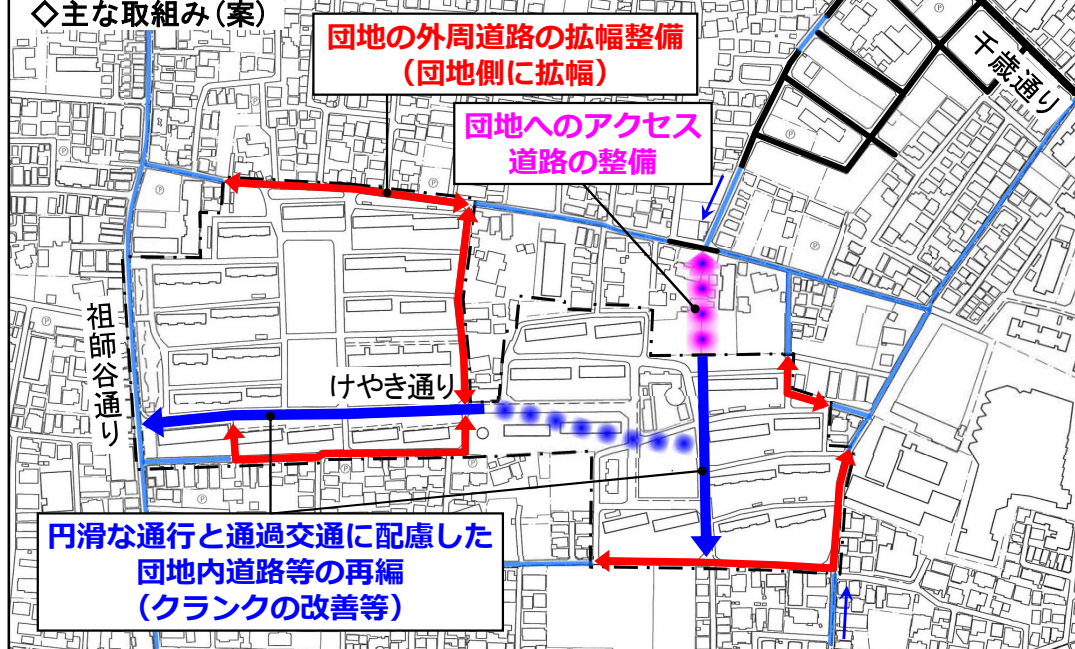 ◇主な取組み(案)
団地の外周道路の拡幅整備
(団地側に拡幅)
団地へのアクセス
道路の整備
千歳通り
祖師谷通り
けやき通り
円滑な通行と通過交通に配慮した
団地内道路等の再編
(クランクの改善等)